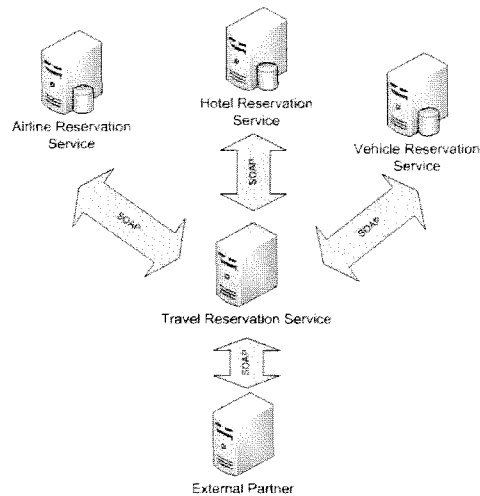 Hotel Reservation
Service
Airline Reservation
Service
Vehicle Reservation
Service
SOAP
SOAP
SOAP
Travel Reservation Service
SOAP
External Partner